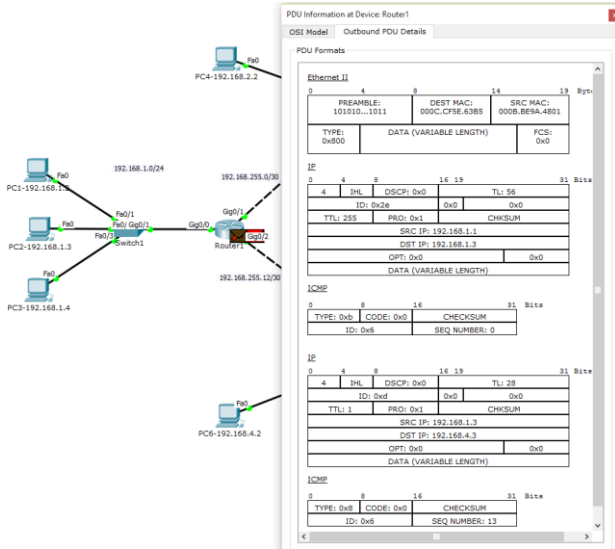 PDU Information at Device: Router1
OSI Model Outbound PDU Details
PDU Formats
Ethernet II
0 4 8 14 19 Byt
PREAMBLE: 101010...1011
DEST MAC: 000C.CF5E.63B5
SRC MAC: 000B.BE9A.4801
TYPE: 0x800
DATA (VARIABLE LENGTH)
FCS: 0x0
IP
0 4 8 16 19 31 Bits
4 IHL DSCP: 0x0 TL: 56
ID: 0x2e 0x0 0x0
TTL: 255 PRO: 0x1 CHKSUM
SRC IP: 192.168.1.1
DST IP: 192.168.1.3
OPT: 0x0 0x0
DATA (VARIABLE LENGTH)
ICMP
0 8 16 31 Bits
TYPE: 0xb CODE: 0x0 CHECKSUM
ID: 0x6 SEQ NUMBER: 0
IP
0 4 8 16 19 31 Bits
4 IHL DSCP: 0x0 TL: 28
ID: 0xd 0x0 0x0
TTL: 1 PRO: 0x1 CHKSUM
SRC IP: 192.168.1.3
DST IP: 192.168.4.3
OPT: 0x0 0x0
DATA (VARIABLE LENGTH)
ICMP
0 8 16 31 Bits
TYPE: 0x8 CODE: 0x0 CHECKSUM
ID: 0x6 SEQ NUMBER: 13
Fa0
PC4-192.168.2.2
192.168.1.0/24
192.168.255.0/30
Fa0
Fa0/1
Gig0/1
Fa0
Fa0/ Gig0/1
Gig0/0
PC2-192.168.1.3
Fa0/3
Switch1
Router1
Gig0/2
Fa0
192.168.255.12/30
PC3-192.168.1.4
Fa0
PC6-192.168.4.2